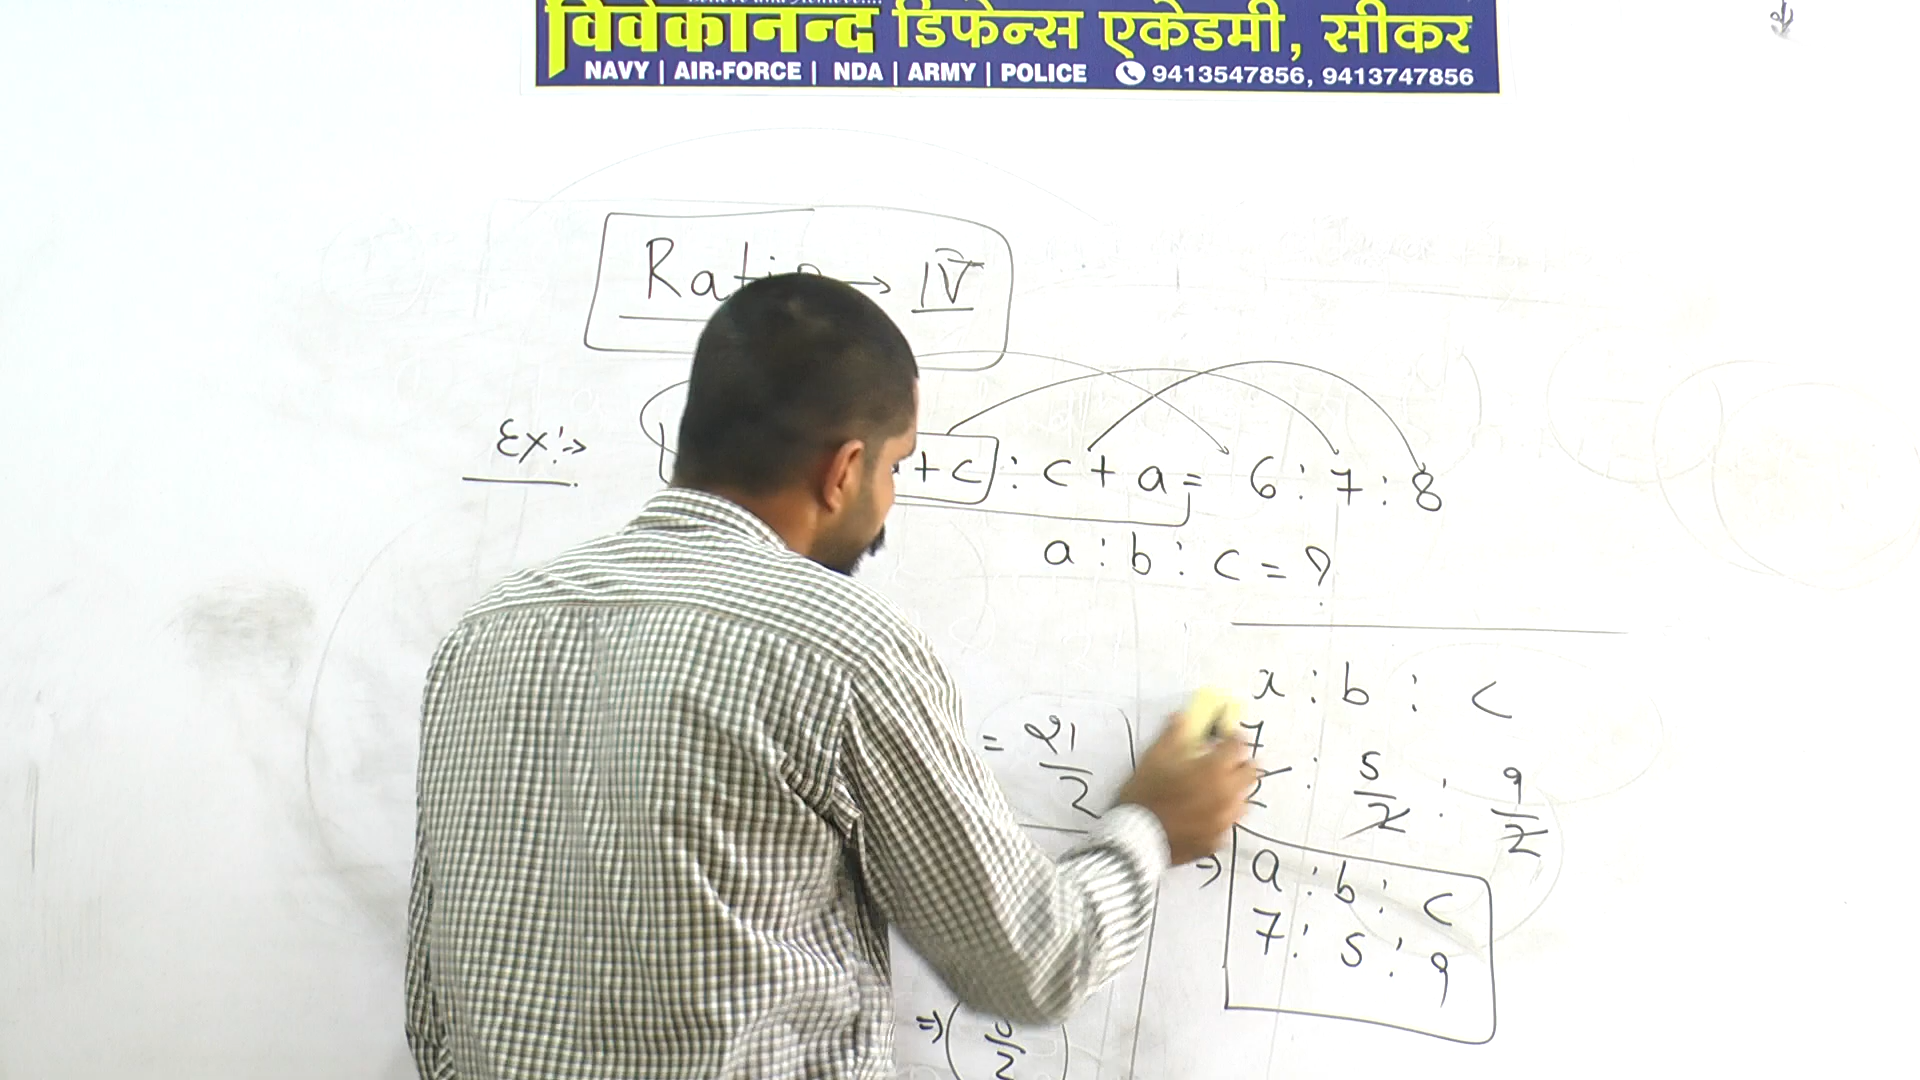 विवेकानन्द डिफेन्स एकेडमी, सीकर
NAVY | AIR-FORCE | NDA | ARMY | POLICE 9413547856, 9413747856
IV
Ex:->
+ c : c + a = 6 : 7 : 8
a : b : c = ?
x : b : c
= 21/2
7/2 : 5/2 : 9/2
=> a : b : c
7 : 5 : 9
=>